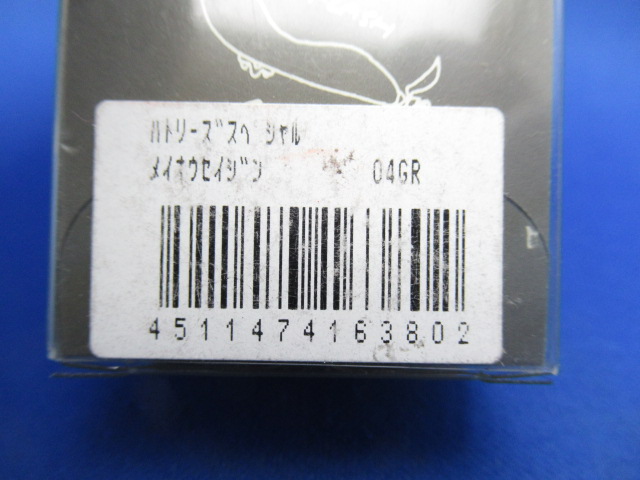 ﾊﾄﾘｰｽﾞｽﾍﾟｼｬﾙ
ﾒｲｵｳｾｲｼﾞﾝ 04GR
4511474163802